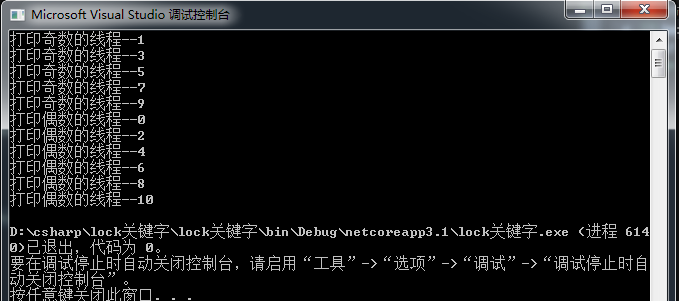 Microsoft Visual Studio 调试控制台
打印奇数的线程--1
打印奇数的线程--3
打印奇数的线程--5
打印奇数的线程--7
打印奇数的线程--9
打印偶数的线程--0
打印偶数的线程--2
打印偶数的线程--4
打印偶数的线程--6
打印偶数的线程--8
打印偶数的线程--10
D:\csharp\lock关键字\lock关键字\bin\Debug\netcoreapp3.1\lock关键字.exe (进程 614
0)已退出，代码为 0。
要在调试停止时自动关闭控制台，请启用“工具”->“选项”->“调试”->“调试停止时自
动关闭控制台”。
按任意键关闭此窗口. . .